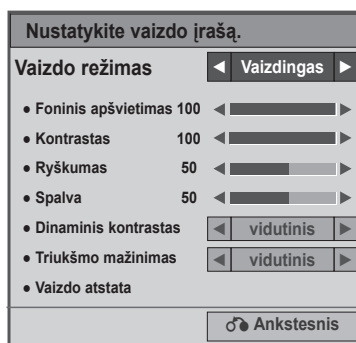 Nustatykite vaizdo įrašą.
Vaizdo režimas ◄ Vaizdingas ►
● Foninis apšvietimas 100
● Kontrastas 100
● Ryškumas 50
● Spalva 50
● Dinaminis kontrastas ◄ vidutinis ►
● Triukšmo mažinimas ◄ vidutinis ►
● Vaizdo atstata
Ankstesnis